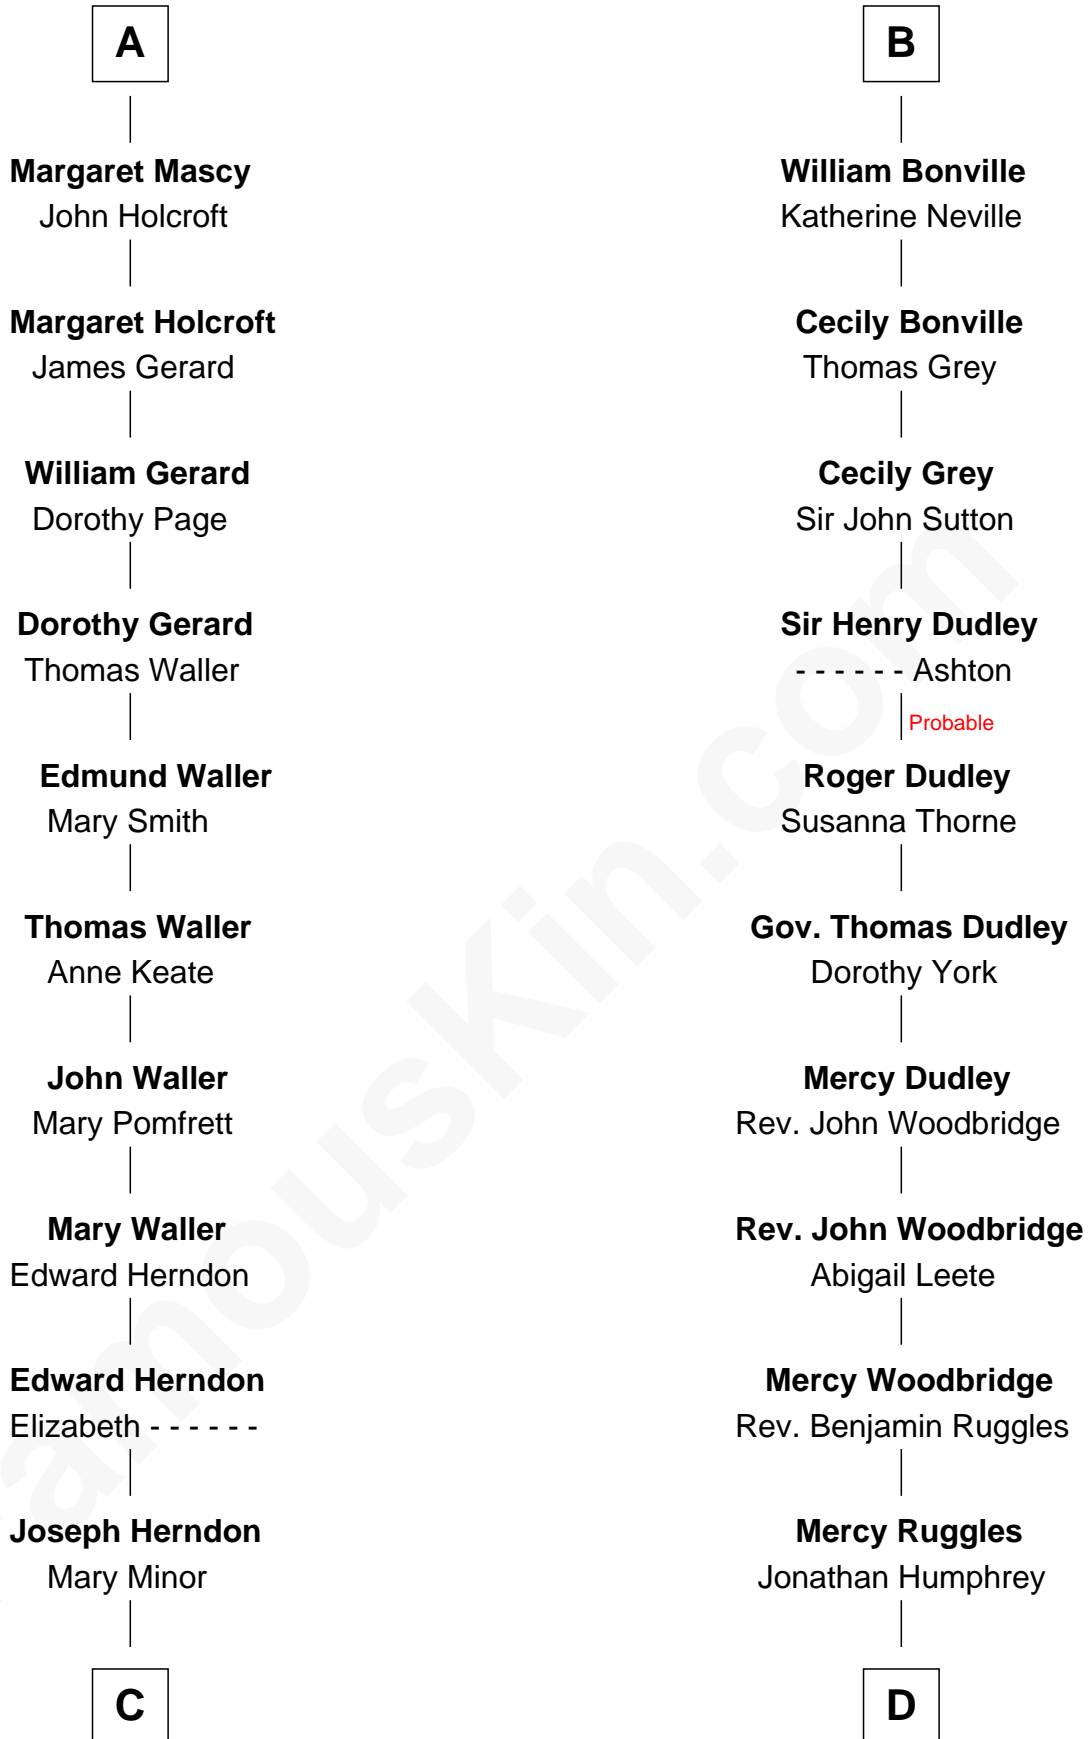 A
Margaret Mascy
John Holcroft
Margaret Holcroft
James Gerard
William Gerard
Dorothy Page
Dorothy Gerard
Thomas Waller
Edmund Waller
Mary Smith
Thomas Waller
Anne Keate
John Waller
Mary Pomfrett
Mary Waller
Edward Herndon
Edward Herndon
Elizabeth - - - - - -
Joseph Herndon
Mary Minor
C
B
William Bonville
Katherine Neville
Cecily Bonville
Thomas Grey
Cecily Grey
Sir John Sutton
Sir Henry Dudley
- - - - - - Ashton
Probable
Roger Dudley
Susanna Thorne
Gov. Thomas Dudley
Dorothy York
Mercy Dudley
Rev. John Woodbridge
Rev. John Woodbridge
Abigail Leete
Mercy Woodbridge
Rev. Benjamin Ruggles
Mercy Ruggles
Jonathan Humphrey
D
amouskin.com